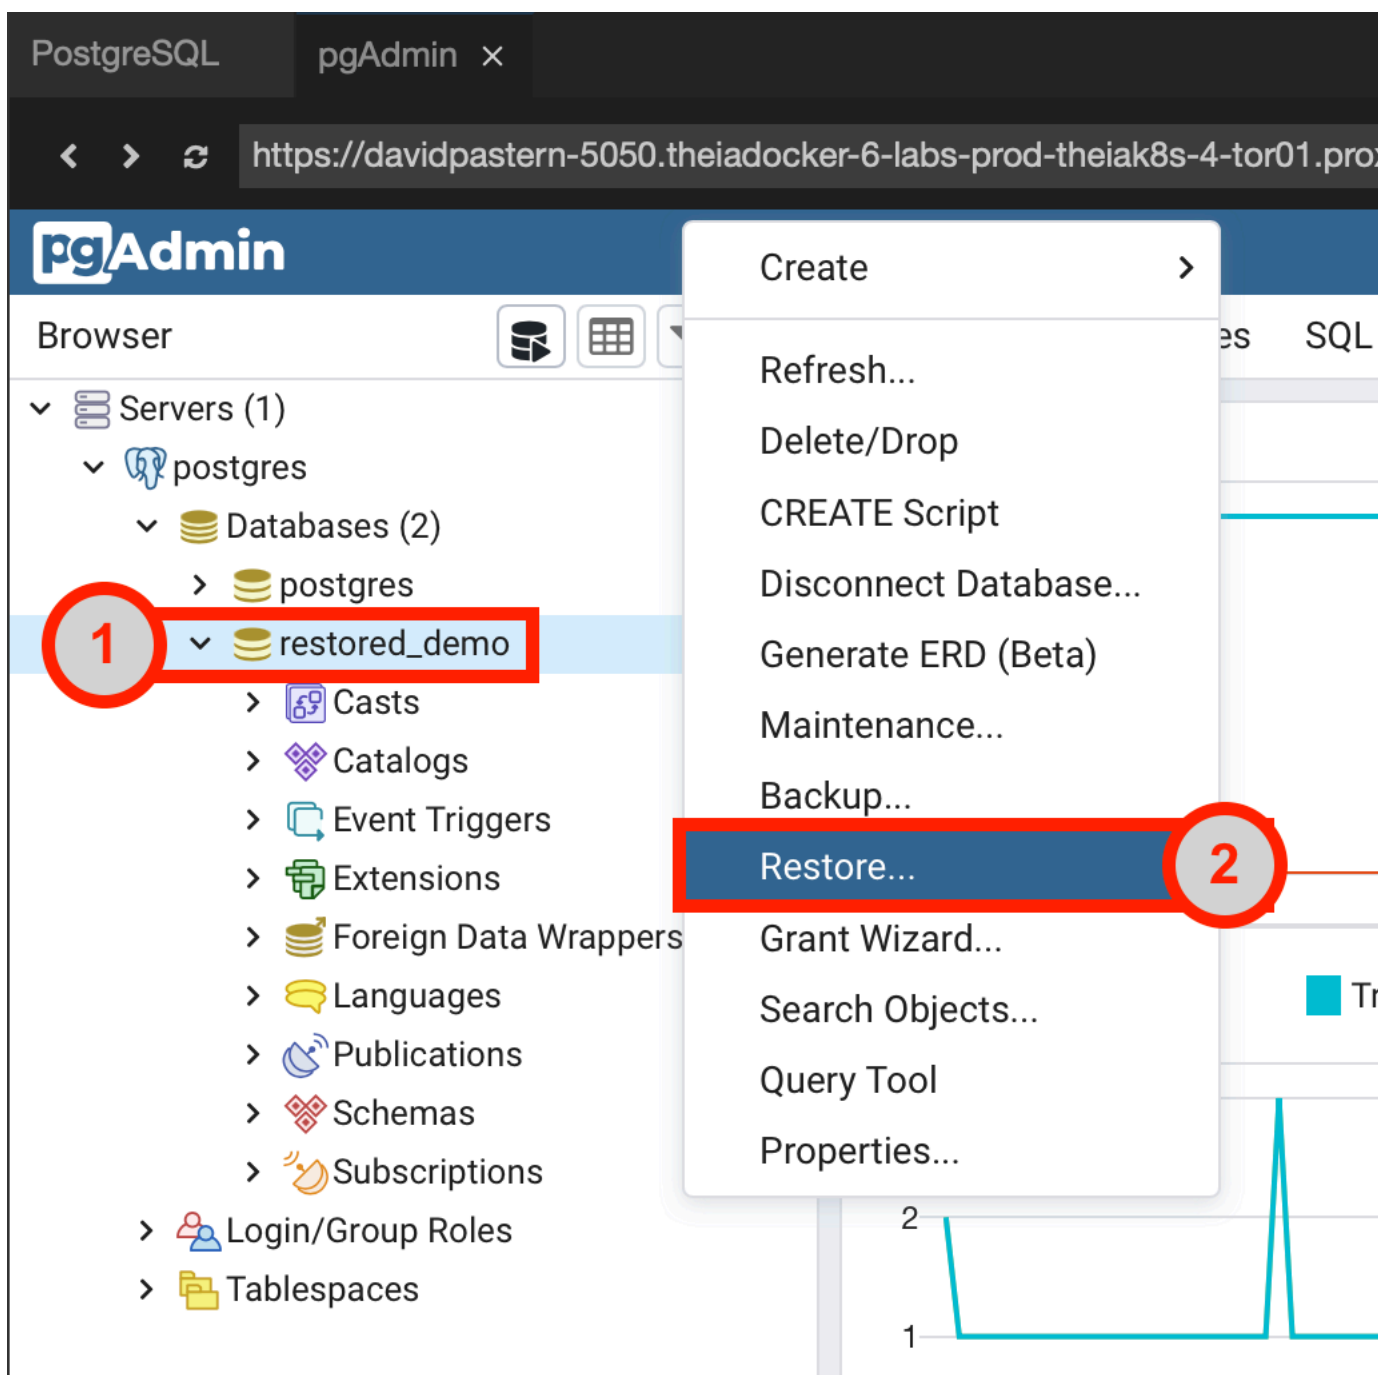 PostgreSQL
pgAdmin
https://davidpastern-5050.theiadocker-6-labs-prod-theiak8s-4-tor01.prox
pgAdmin
Browser
es
SQL
Servers (1)
postgres
Databases (2)
postgres
1
restored_demo
Casts
Catalogs
Event Triggers
Extensions
Foreign Data Wrappers
Languages
Publications
Schemas
Subscriptions
Login/Group Roles
Tablespaces
Create
Refresh...
Delete/Drop
CREATE Script
Disconnect Database...
Generate ERD (Beta)
Maintenance...
Backup...
Restore...
2
Grant Wizard...
Search Objects...
Query Tool
Properties...
Tr
2
1